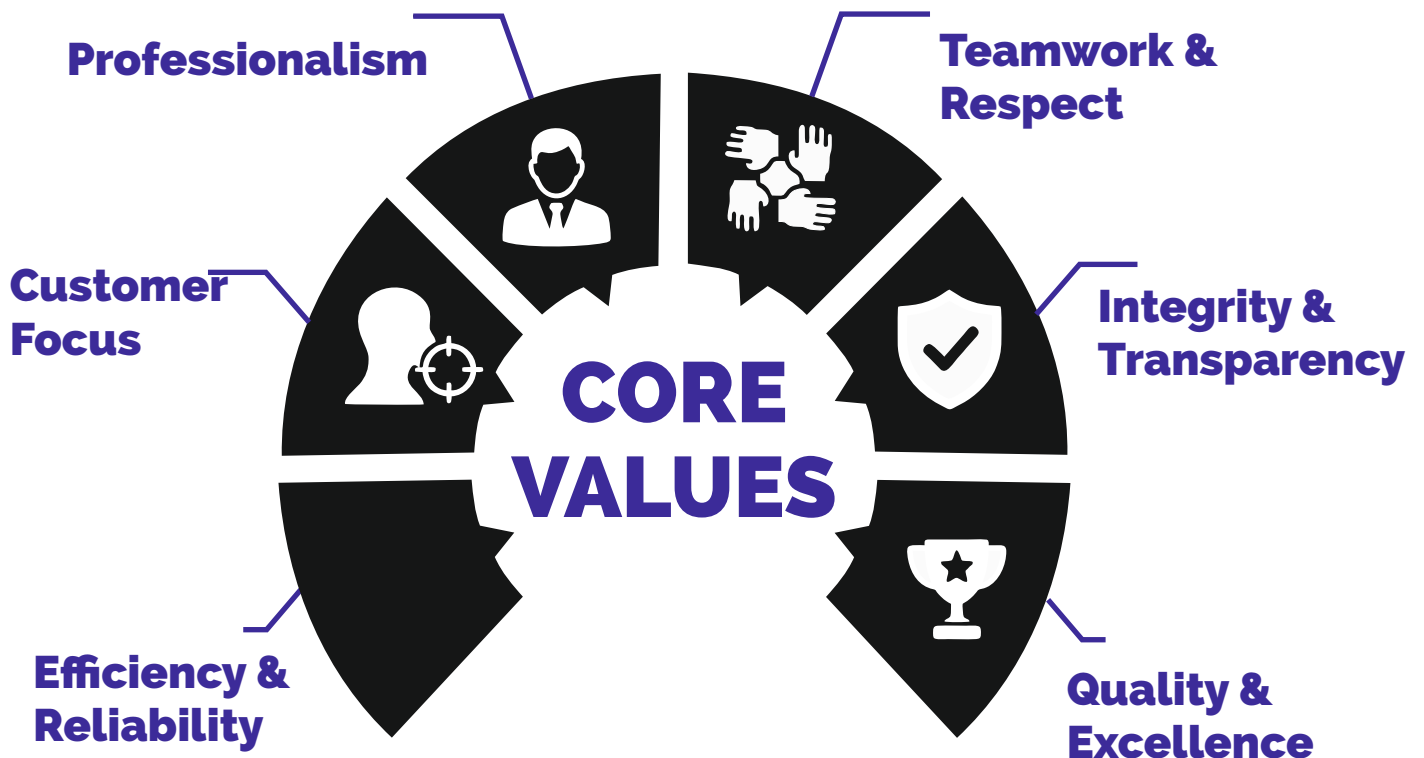 Professionalism
Teamwork &
Respect
Customer
Focus
Integrity &
Transparency
CORE
VALUES
Efficiency &
Reliability
Quality &
Excellence